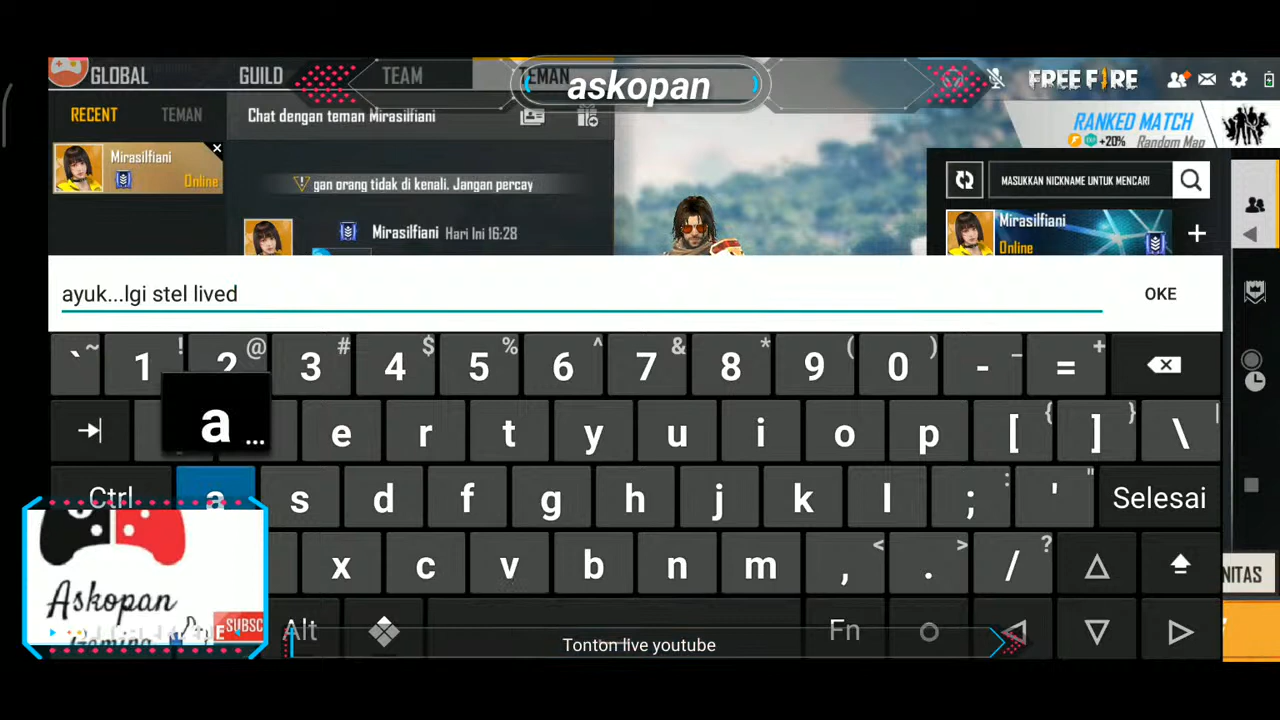 GLOBAL
GUILD
TEAM
TEMAN
askopan
FREE FIRE
RECENT
TEMAN
Chat dengan teman Mirasilfiani
RANKED MATCH
+20% Random Map
Mirasilfiani
Online
gan orang tidak di kenali. Jangan percay
MASUKKAN NICKNAME UNTUK MENCARI
Mirasilfiani Hari Ini 16:28
Mirasilfiani
Online
ayuk...lgi stel lived
OKE
` ~ 1 ! 2 @ 3 # 4 $ 5 % 6 ^ 7 & 8 * 9 ( 0 ) - _ = +
a ...
e r t y u i o p [ { ] } \ |
Ctrl a s d f g h j k l ; : ' " Selesai
x c v b n m , < . > / ?
NITAS
Askopan
Gaming
SUBSC
Alt
Fn
Tonton live youtube